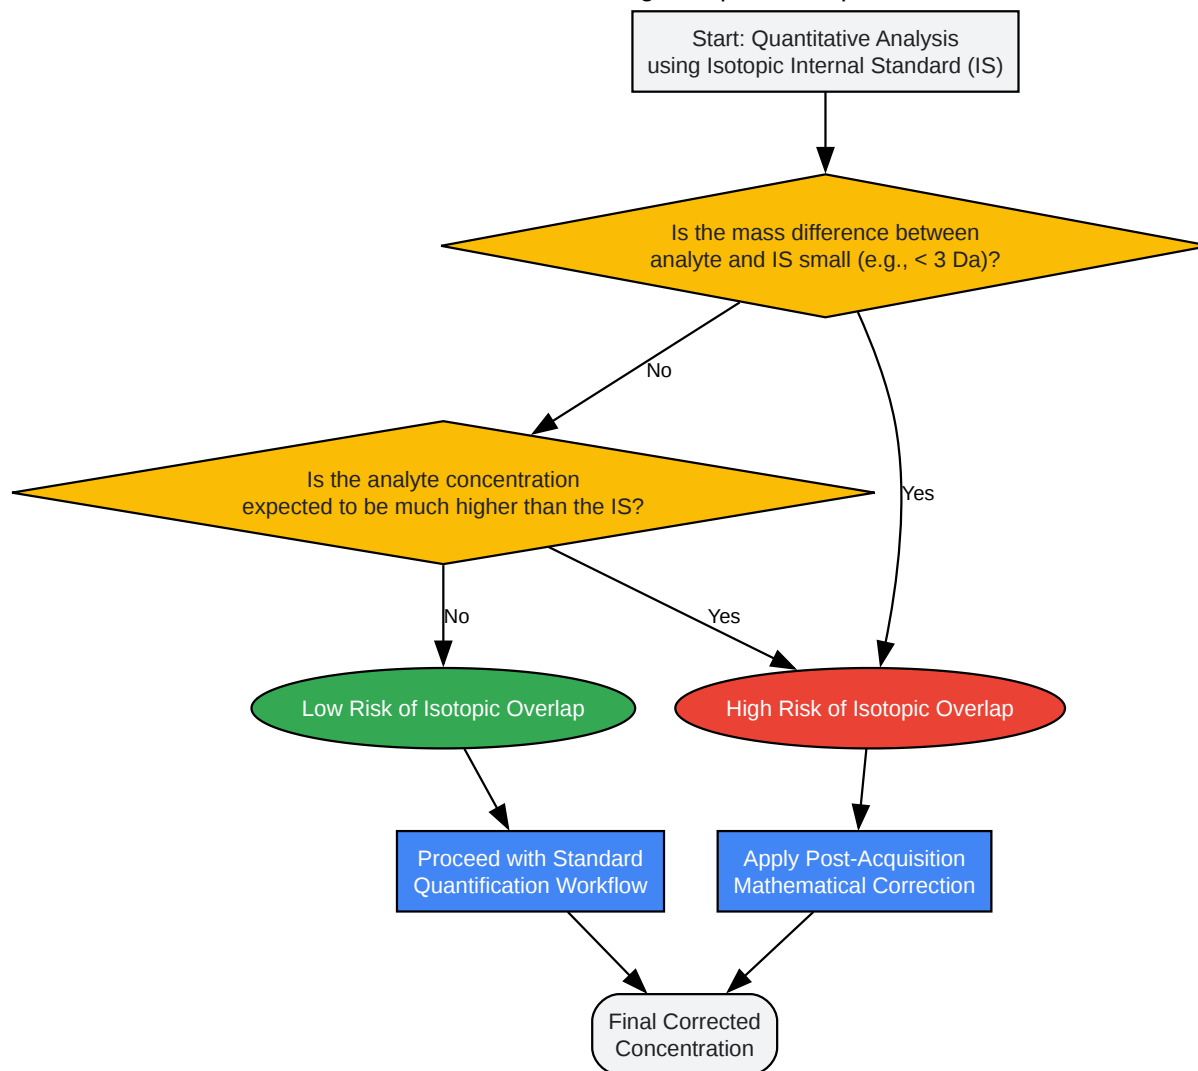 Start: Quantitative Analysis
using Isotopic Internal Standard (IS)
Is the mass difference between
analyte and IS small (e.g., < 3 Da)?
No
Yes
Is the analyte concentration
expected to be much higher than the IS?
No
Yes
Low Risk of Isotopic Overlap
High Risk of Isotopic Overlap
Proceed with Standard
Quantification Workflow
Apply Post-Acquisition
Mathematical Correction
Final Corrected
Concentration